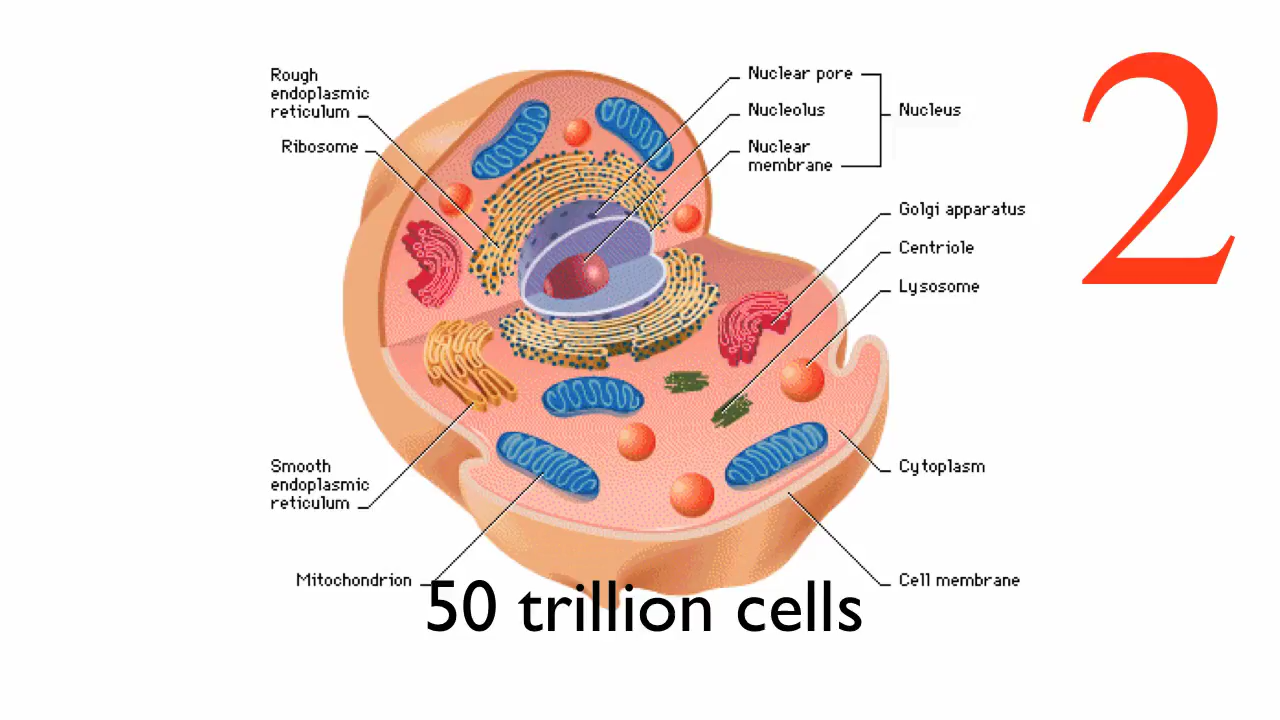 Rough
endoplasmic
reticulum
Ribosome
Nuclear pore
Nucleolus
Nuclear
membrane
Nucleus
2
Golgi apparatus
Centriole
Lysosome
Smooth
endoplasmic
reticulum
Cytoplasm
Mitochondrion
Cell membrane
50 trillion cells